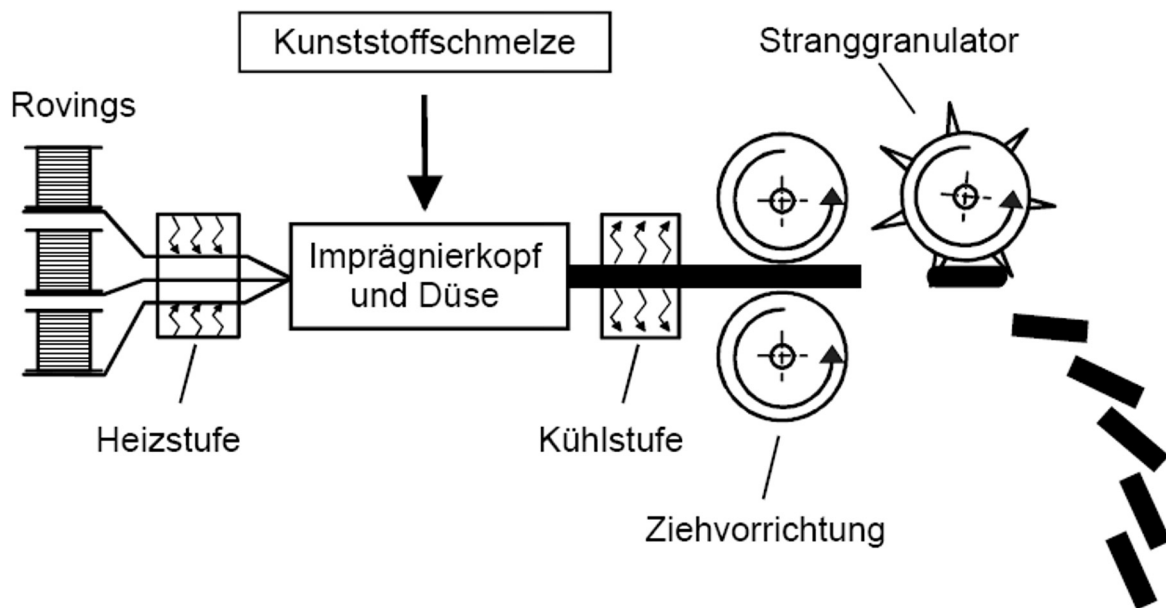 Kunststoffschmelze
Stranggranulator
Rovings
Imprägnierkopf
und Düse
Heizstufe
Kühlstufe
Ziehvorrichtung